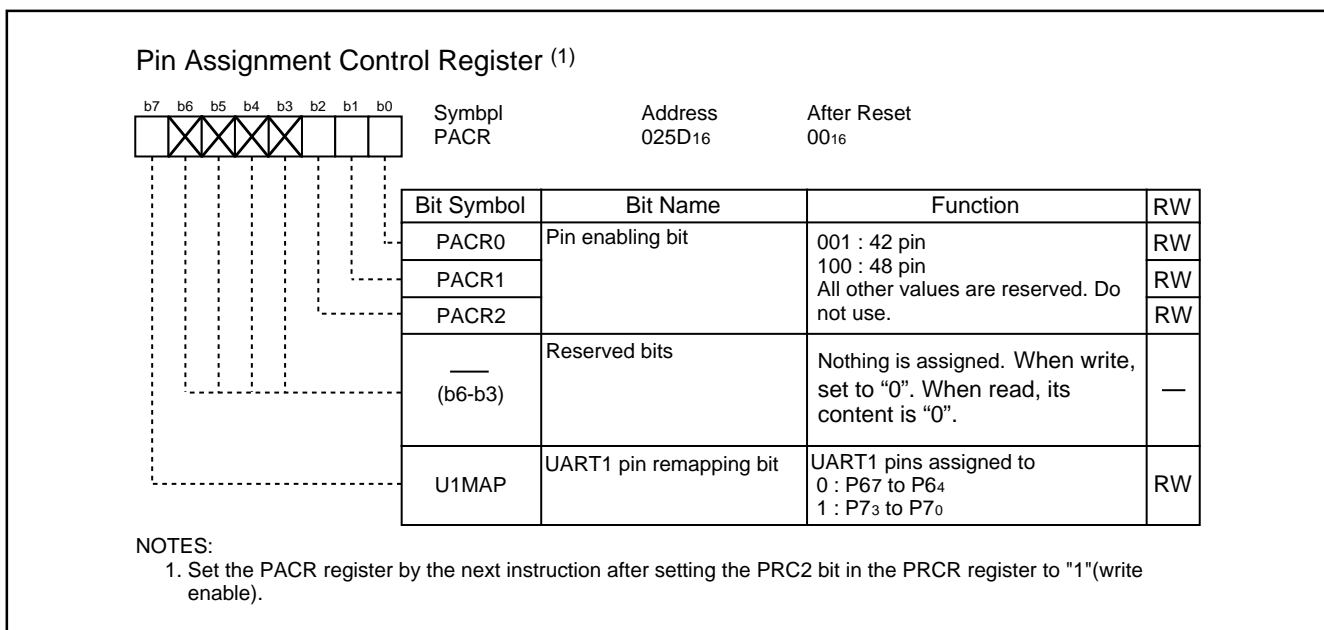 Pin Assignment Control Register (1)
b7 b6 b5 b4 b3 b2 b1 b0
Symbpl Address After Reset
PACR 025D16 0016
Bit Symbol Bit Name Function RW
PACR0 Pin enabling bit 001 : 42 pin RW
100 : 48 pin
PACR1 All other values are reserved. Do RW
PACR2 not use. RW
Reserved bits Nothing is assigned. When write,
(b6-b3) set to “0”. When read, its —
content is “0”.
U1MAP UART1 pin remapping bit UART1 pins assigned to RW
0 : P67 to P64
1 : P73 to P70
NOTES:
1. Set the PACR register by the next instruction after setting the PRC2 bit in the PRCR register to "1"(write
enable).